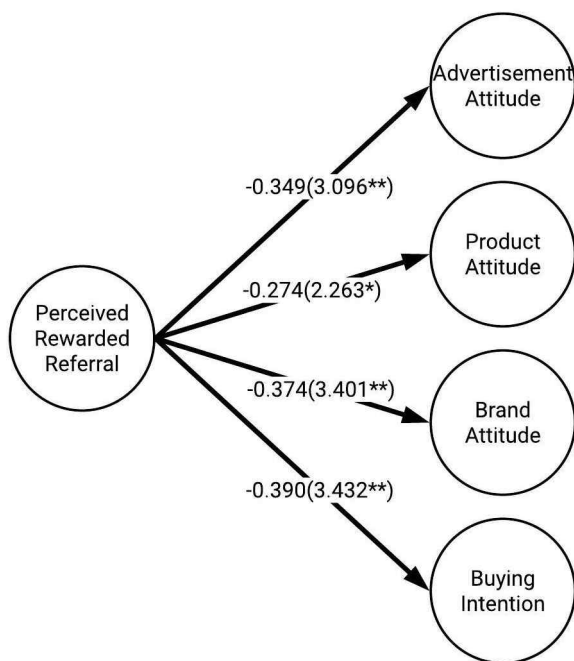 Advertisement
Attitude
-0.349(3.096**)
Product
Attitude
-0.274(2.263*)
Perceived
Rewarded
Referral
-0.374(3.401**)
Brand
Attitude
-0.390(3.432**)
Buying
Intention